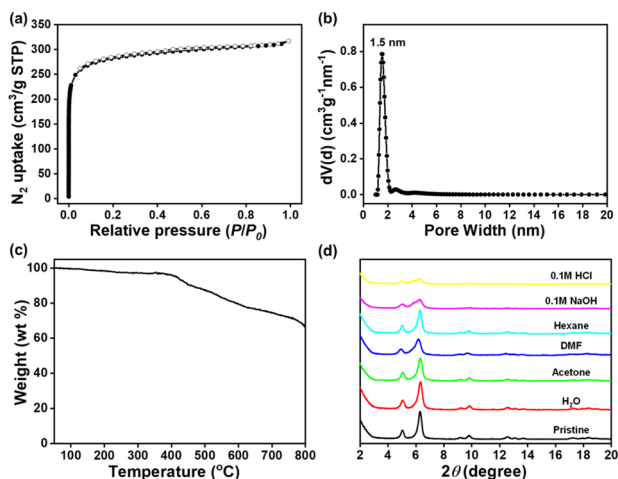 (a)
350
300
250
200
150
100
50
0
N₂ uptake (cm³/g STP)
0.0 0.2 0.4 0.6 0.8 1.0
Relative pressure (P/P₀)
(b)
1.5 nm
0.8
0.4
0.0
dV(d) (cm³g⁻¹nm⁻¹)
0 2 4 6 8 10 12 14 16 18 20
Pore Width (nm)
(c)
100
80
60
40
20
0
Weight (wt %)
100 200 300 400 500 600 700 800
Temperature (°C)
(d)
0.1M HCl
0.1M NaOH
Hexane
DMF
Acetone
H₂O
Pristine
2 4 6 8 10 12 14 16 18 20
2θ (degree)